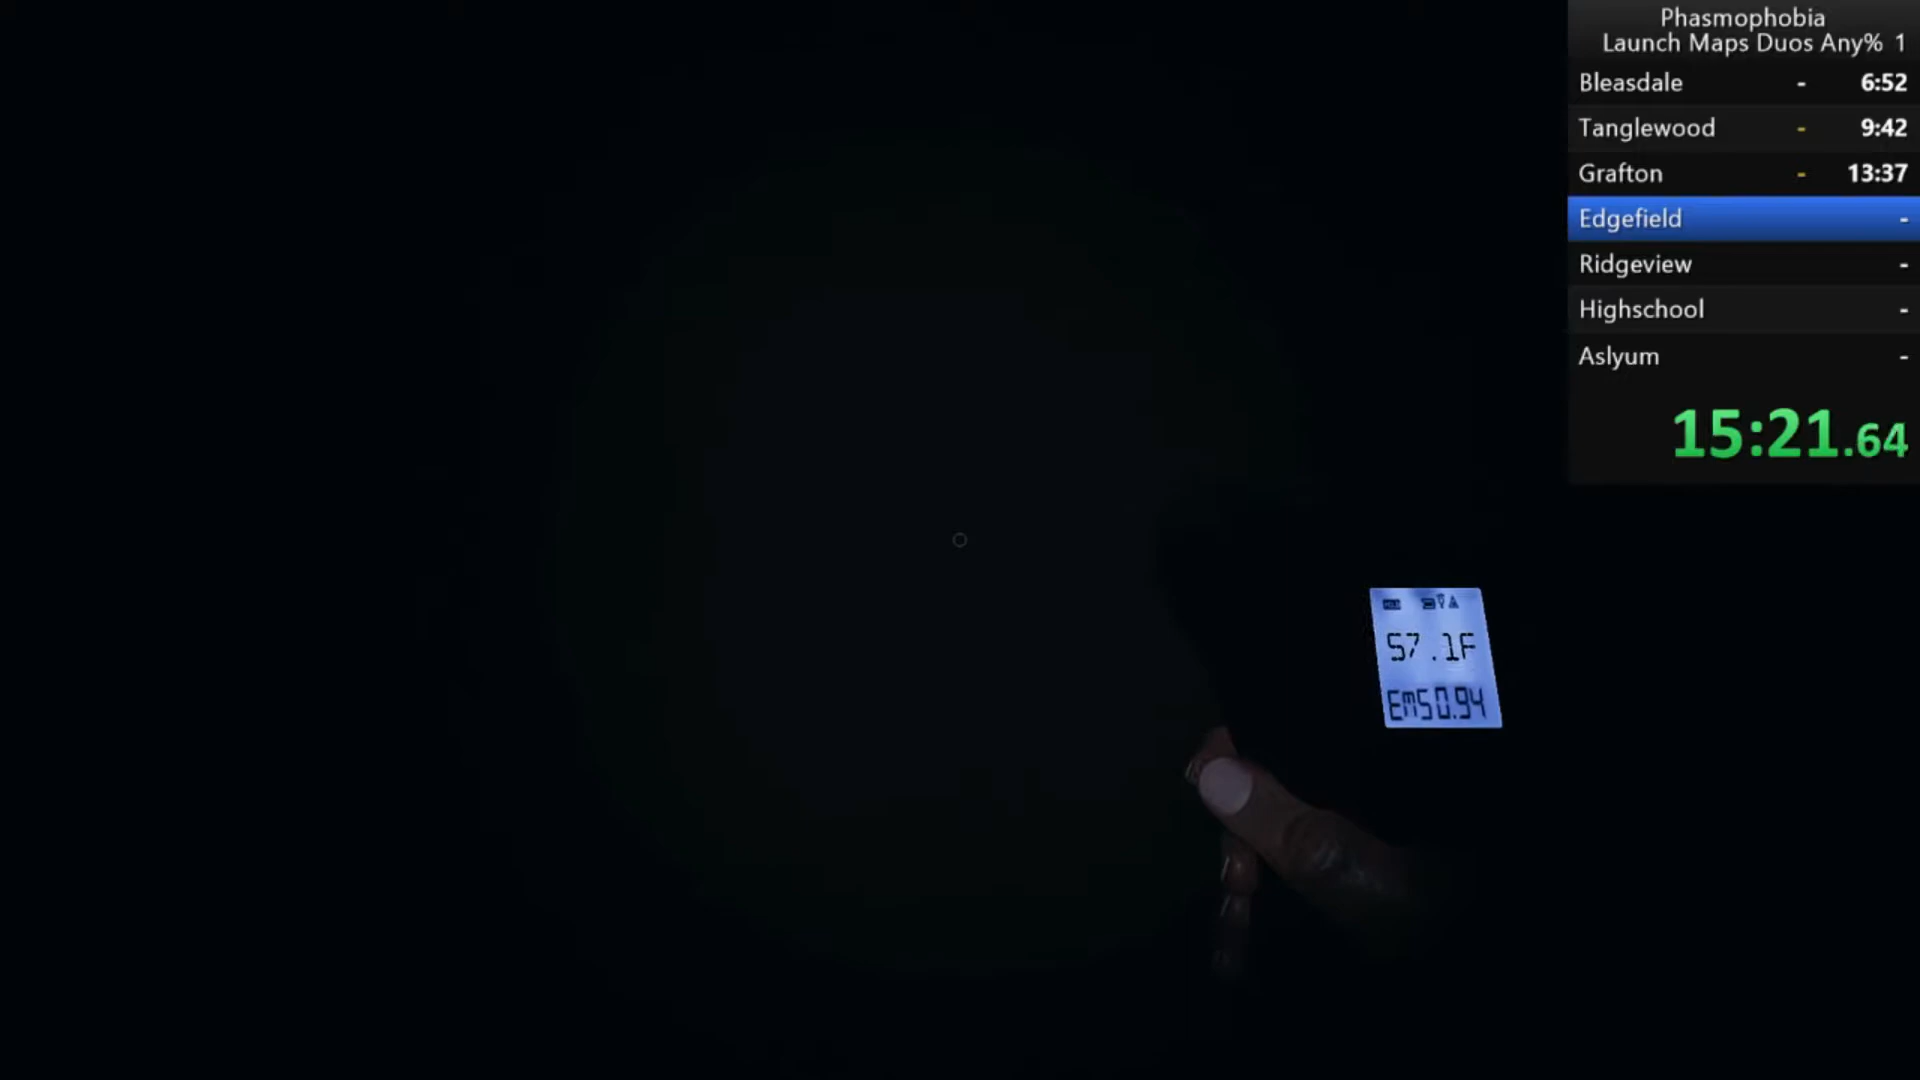 Phasmophobia
Launch Maps Duos Any% 1
Bleasdale - 6:52
Tanglewood - 9:42
Grafton - 13:37
Edgefield -
Ridgeview -
Highschool -
Aslyum -
15:21.64
57.1F
EMS0.94